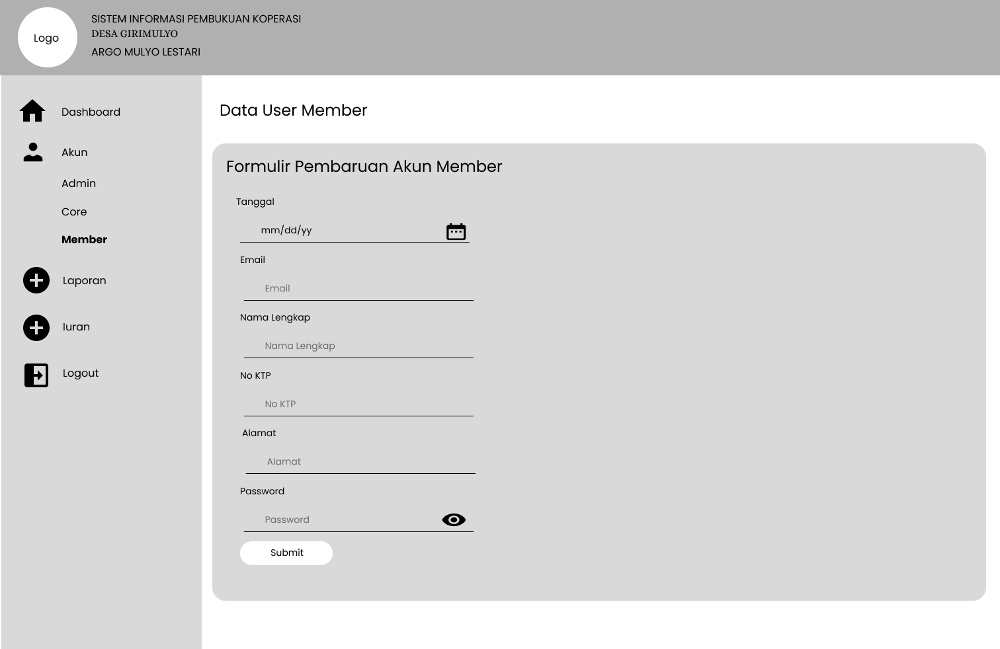 Logo
SISTEM INFORMASI PEMBUKUAN KOPERASI
DESA GIRIMULYO
ARGO MULYO LESTARI
Dashboard
Akun
Admin
Core
Member
Laporan
Iuran
Logout
Data User Member
Formulir Pembaruan Akun Member
Tanggal
mm/dd/yy
Email
Email
Nama Lengkap
Nama Lengkap
No KTP
No KTP
Alamat
Alamat
Password
Password
Submit